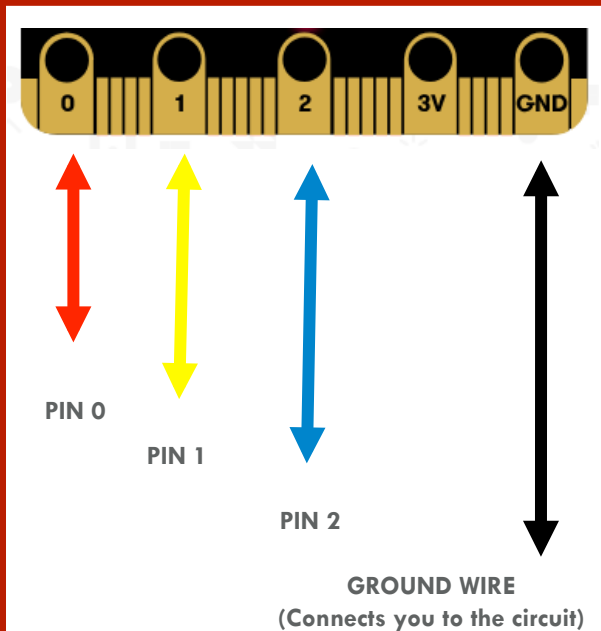 0 1 2 3V GND
PIN 0
PIN 1
PIN 2
GROUND WIRE
(Connects you to the circuit)